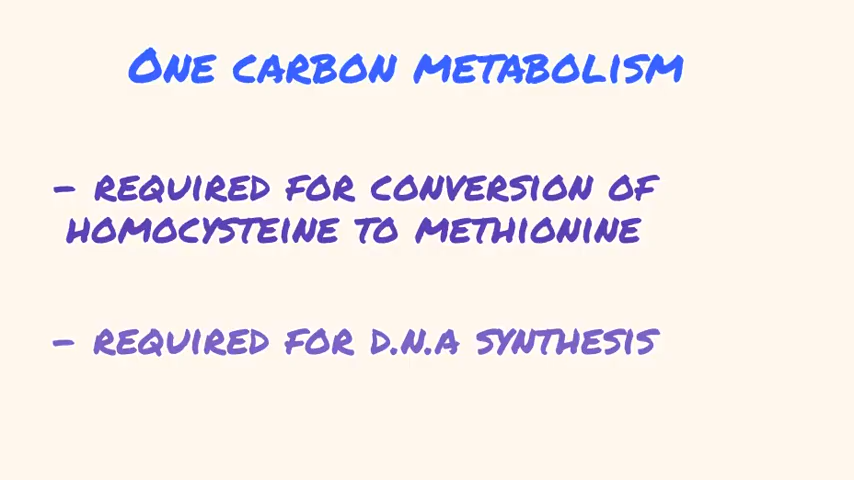 One carbon metabolism
- required for conversion of
homocysteine to methionine
- required for D.N.A synthesis